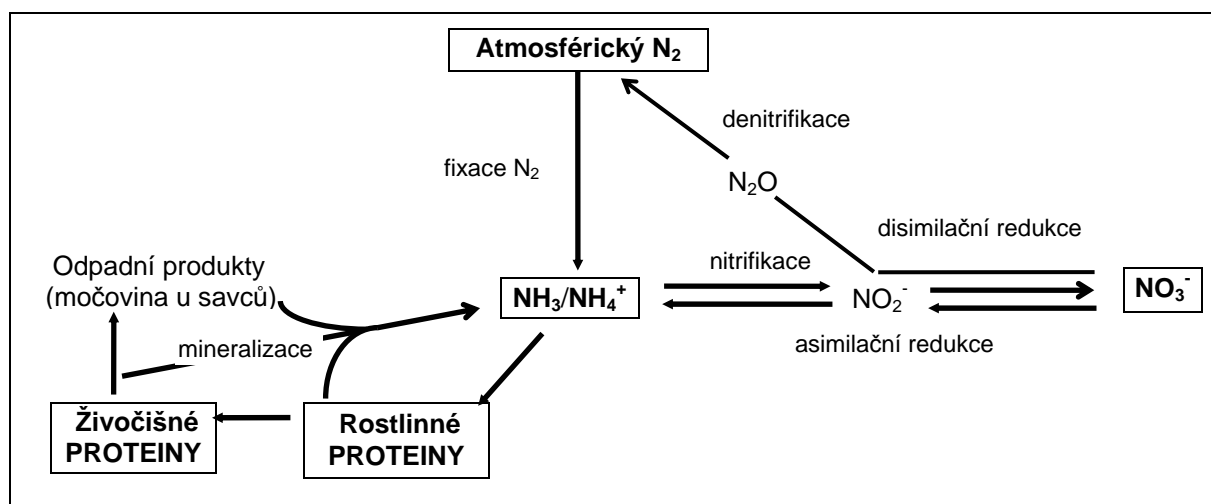 Atmosférický N₂
denitrifikace
fixace N₂
N₂O
disimilační redukce
Odpadní produkty
(močovina u savců)
nitrifikace
NH₃/NH₄⁺
NO₂⁻
NO₃⁻
asimilační redukce
mineralizace
Živočišné
PROTEINY
Rostlinné
PROTEINY